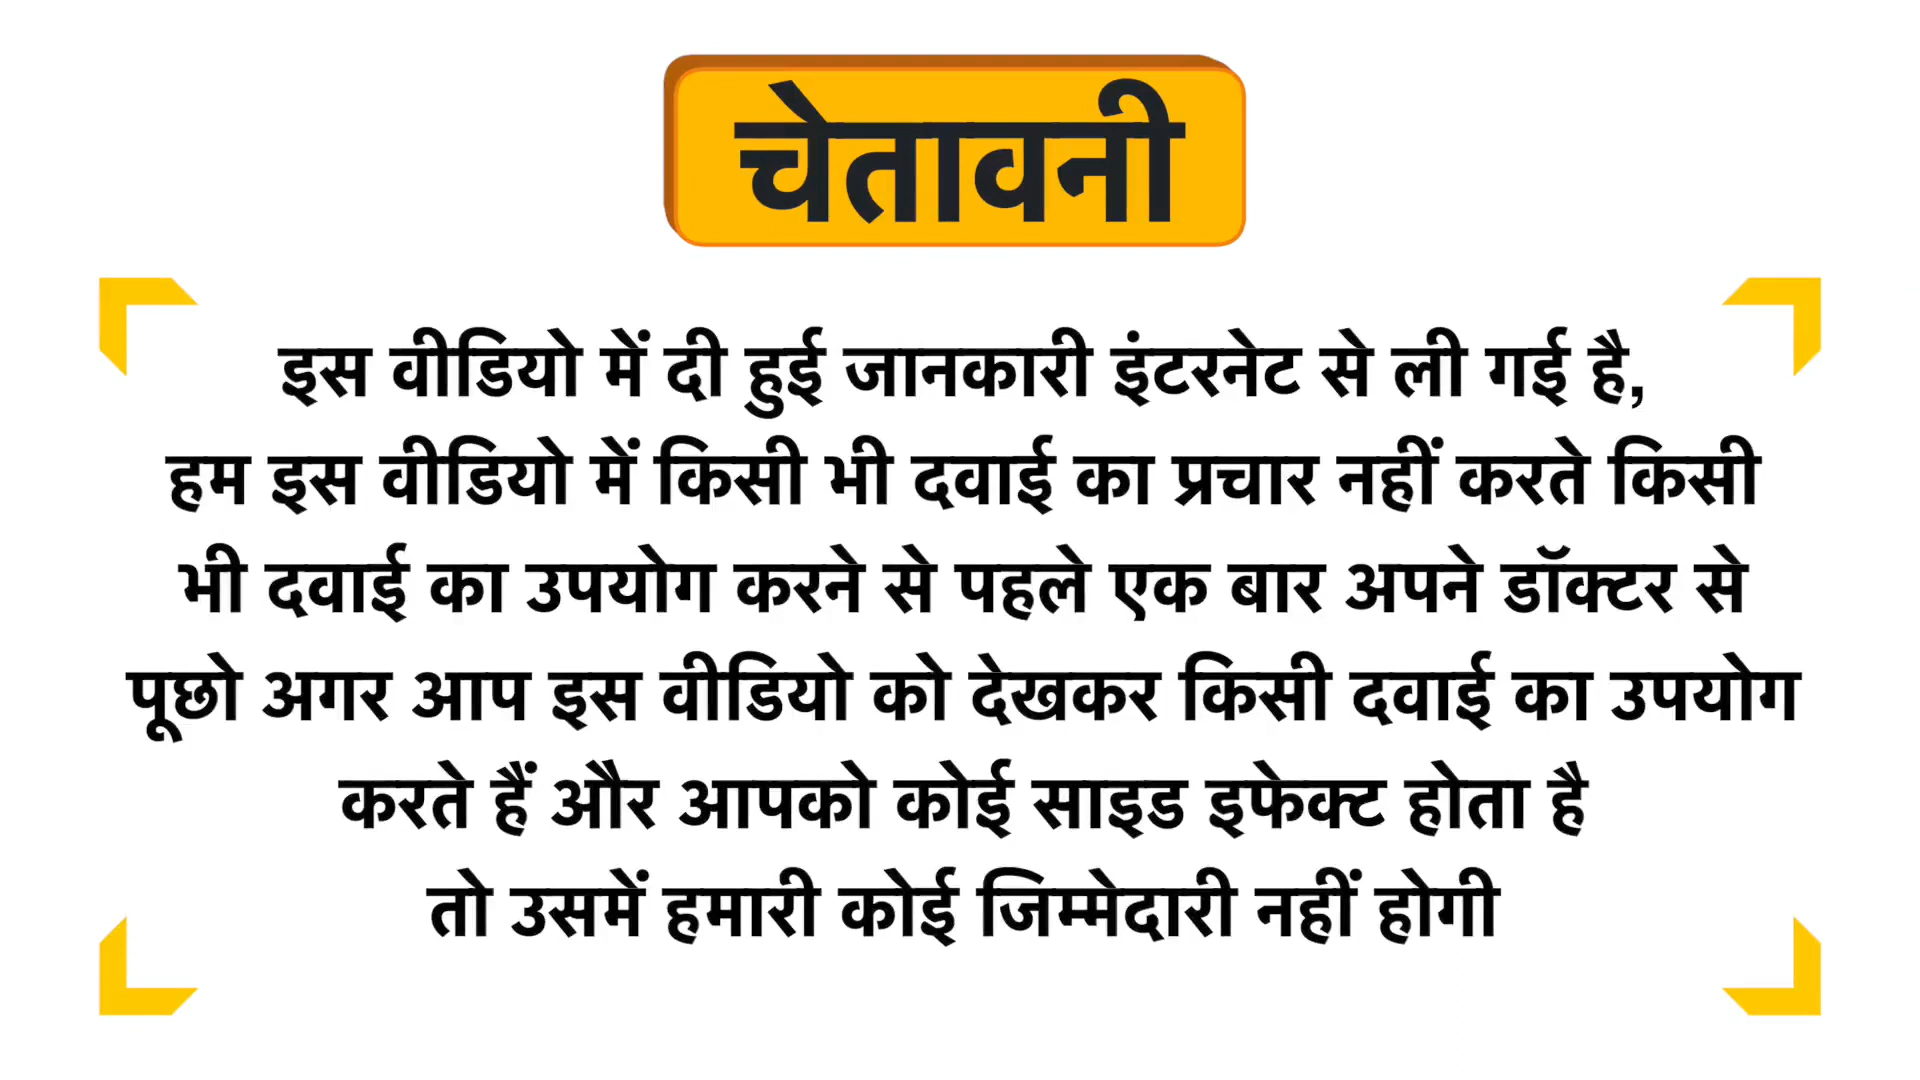 चेतावनी
इस वीडियो में दी हुई जानकारी इंटरनेट से ली गई है,
हम इस वीडियो में किसी भी दवाई का प्रचार नहीं करते किसी
भी दवाई का उपयोग करने से पहले एक बार अपने डॉक्टर से
पूछो अगर आप इस वीडियो को देखकर किसी दवाई का उपयोग
करते हैं और आपको कोई साइड इफेक्ट होता है
तो उसमें हमारी कोई जिम्मेदारी नहीं होगी